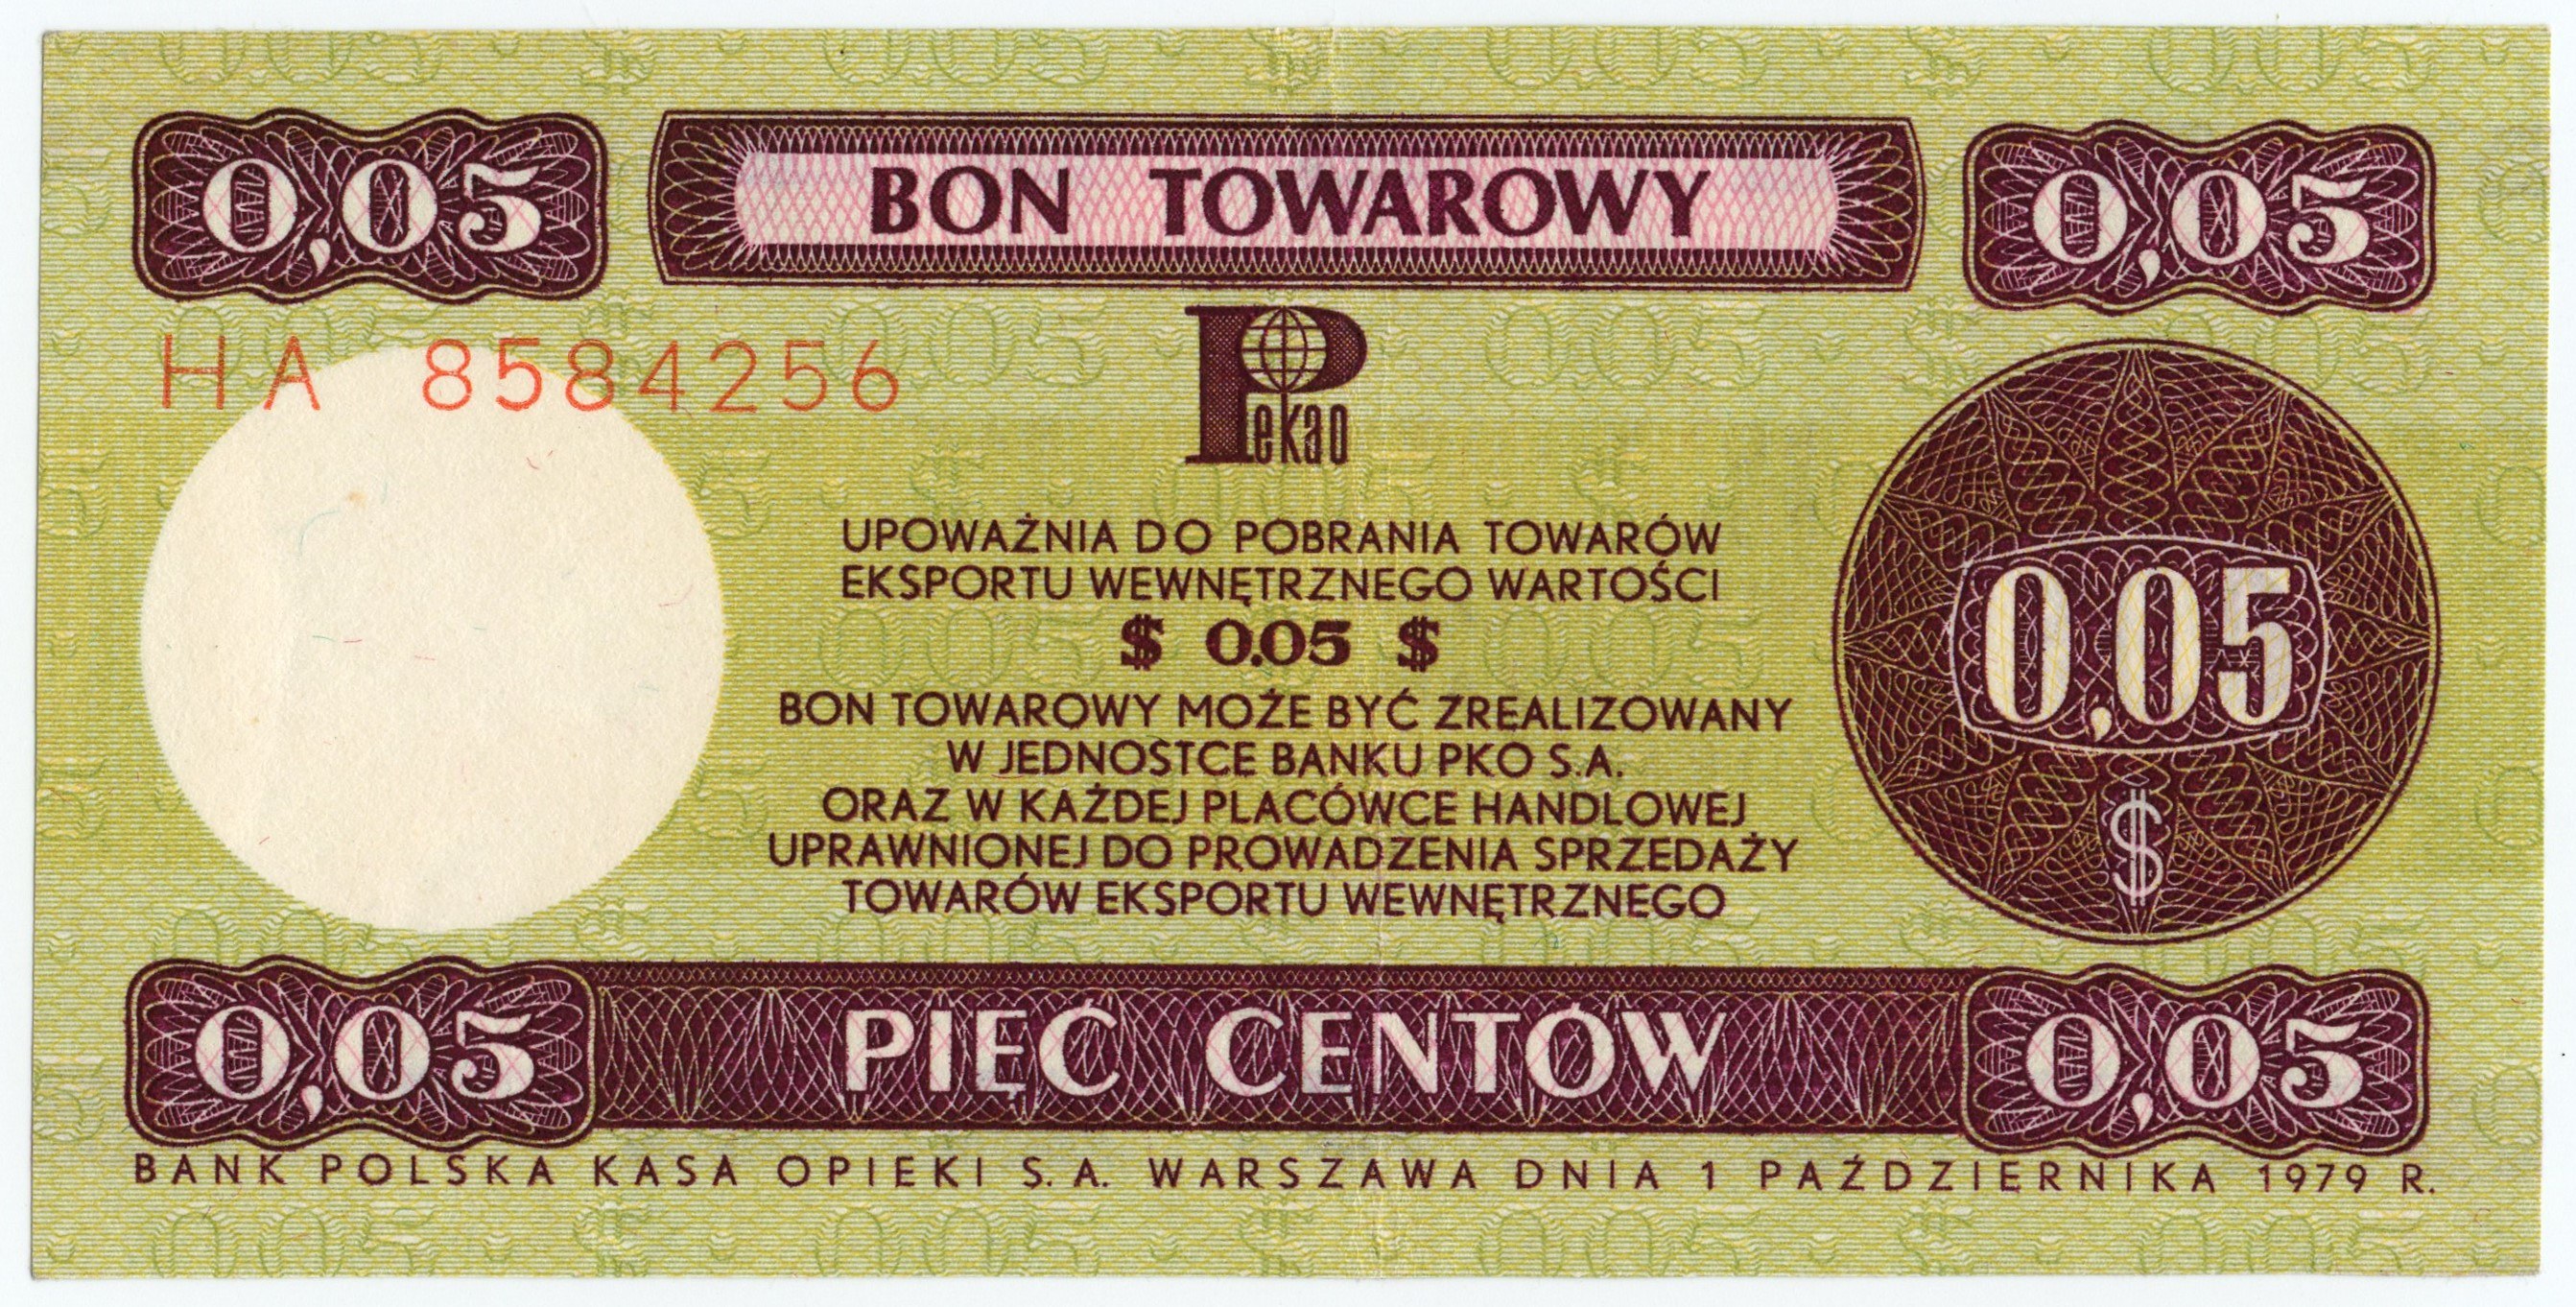 0,05 BON TOWAROWY 0,05
HA 8584256
Pekao
UPOWAŻNIA DO POBRANIA TOWARÓW
EKSPORTU WEWNĘTRZNEGO WARTOŚCI
$ 0.05 $
BON TOWAROWY MOŻE BYĆ ZREALIZOWANY
W JEDNOSTCE BANKU PKO S.A.
ORAZ W KAŻDEJ PLACÓWCE HANDLOWEJ
UPRAWNIONEJ DO PROWADZENIA SPRZEDAŻY
TOWARÓW EKSPORTU WEWNĘTRZNEGO
0,05
$
0,05 PIĘĆ CENTÓW 0,05
BANK POLSKA KASA OPIEKI S.A. WARSZAWA DNIA 1 PAŹDZIERNIKA 1979 R.